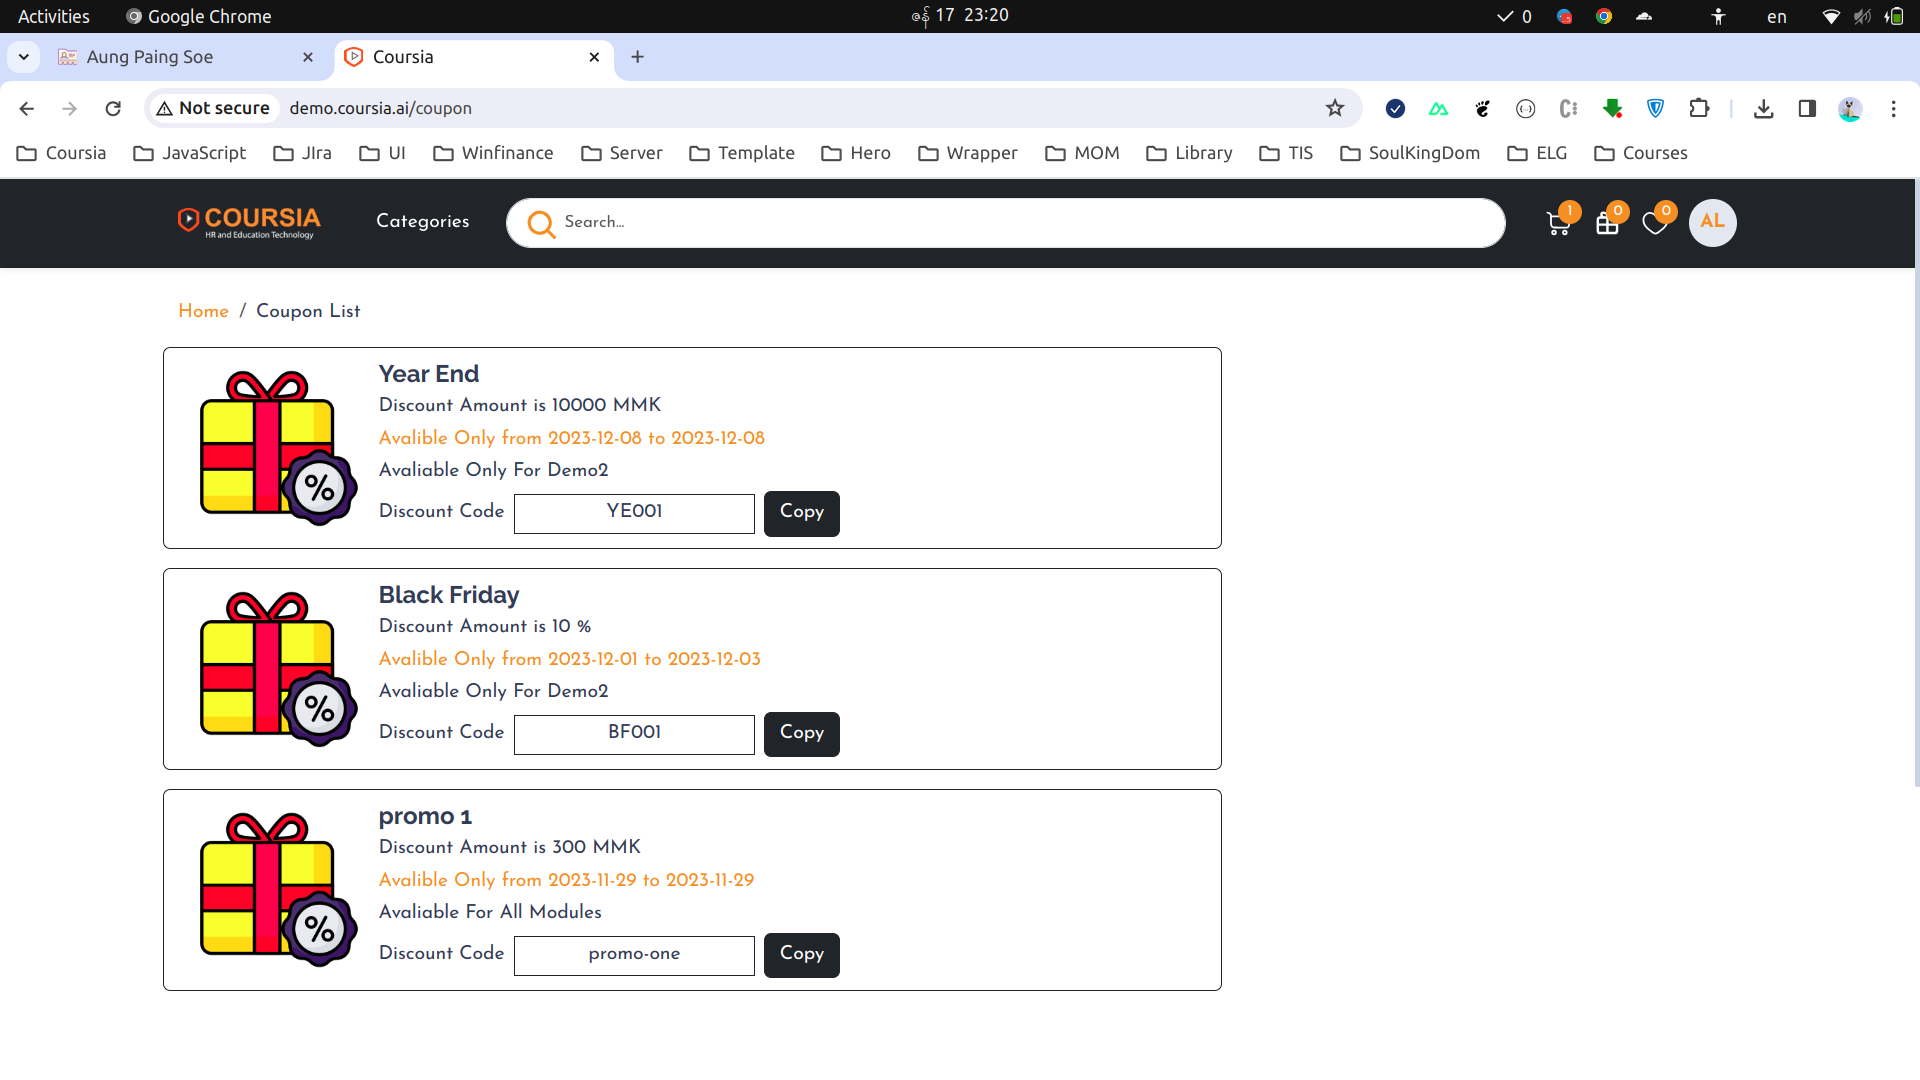 Activities
Google Chrome
ဇန် 17 23:20
0
en
Aung Paing Soe
Coursia
Not secure
demo.coursia.ai/coupon
Coursia
JavaScript
JIra
UI
Winfinance
Server
Template
Hero
Wrapper
MOM
Library
TIS
SoulKingDom
ELG
Courses
COURSIA
HR and Education Technology
Categories
Search...
1
0
0
AL
Home / Coupon List
Year End
Discount Amount is 10000 MMK
Avalible Only from 2023-12-08 to 2023-12-08
Avaliable Only For Demo2
Discount Code YE001 Copy
%
Black Friday
Discount Amount is 10 %
Avalible Only from 2023-12-01 to 2023-12-03
Avaliable Only For Demo2
Discount Code BF001 Copy
%
promo 1
Discount Amount is 300 MMK
Avalible Only from 2023-11-29 to 2023-11-29
Avaliable For All Modules
Discount Code promo-one Copy
%